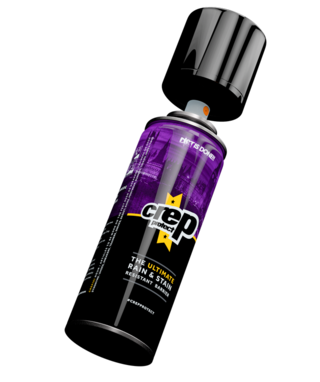 crep
protect
THE ULTIMATE
RAIN & STAIN
RESISTANT BARRIER
#CREPPROTECT